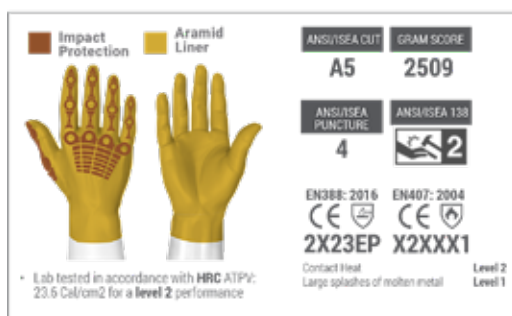 Impact Protection
Aramid Liner
ANSI/ISEA CUT
A5
GRAM SCORE
2509
ANSI/ISEA PUNCTURE
4
ANSI/ISEA 138
2
EN388: 2016
CE
2X23EP
EN407: 2004
CE
X2XXX1
Contact Heat Level 2
Large splashes of molten metal Level 1
• Lab tested in accordance with HRC ATPV:
23.6 Cal/cm2 for a level 2 performance